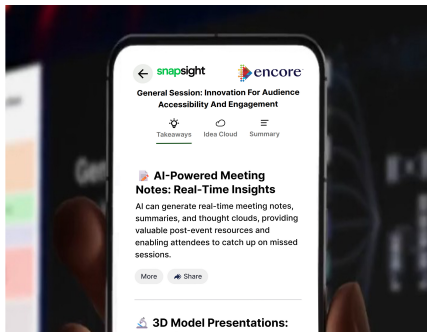 snapsight
encore
General Session: Innovation For Audience
Accessibility And Engagement
Takeaways
Idea Cloud
Summary
AI-Powered Meeting
Notes: Real-Time Insights
AI can generate real-time meeting notes,
summaries, and thought clouds, providing
valuable post-event resources and
enabling attendees to catch up on missed
sessions.
More
Share
3D Model Presentations: